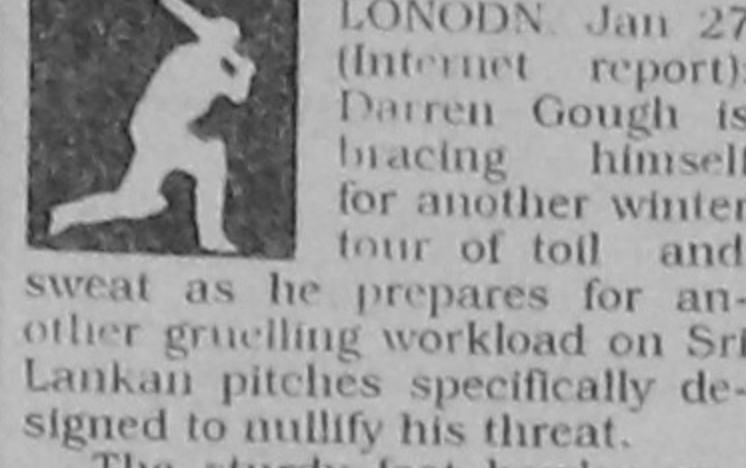 LONODN. Jan 27
(Internet report):
Darren Gough is
bracing himself
for another winter
tour of toil and
sweat as he prepares for an-
other gruelling workload on Sri
Lankan pitches specifically de-
signed to nullify his threat.
The